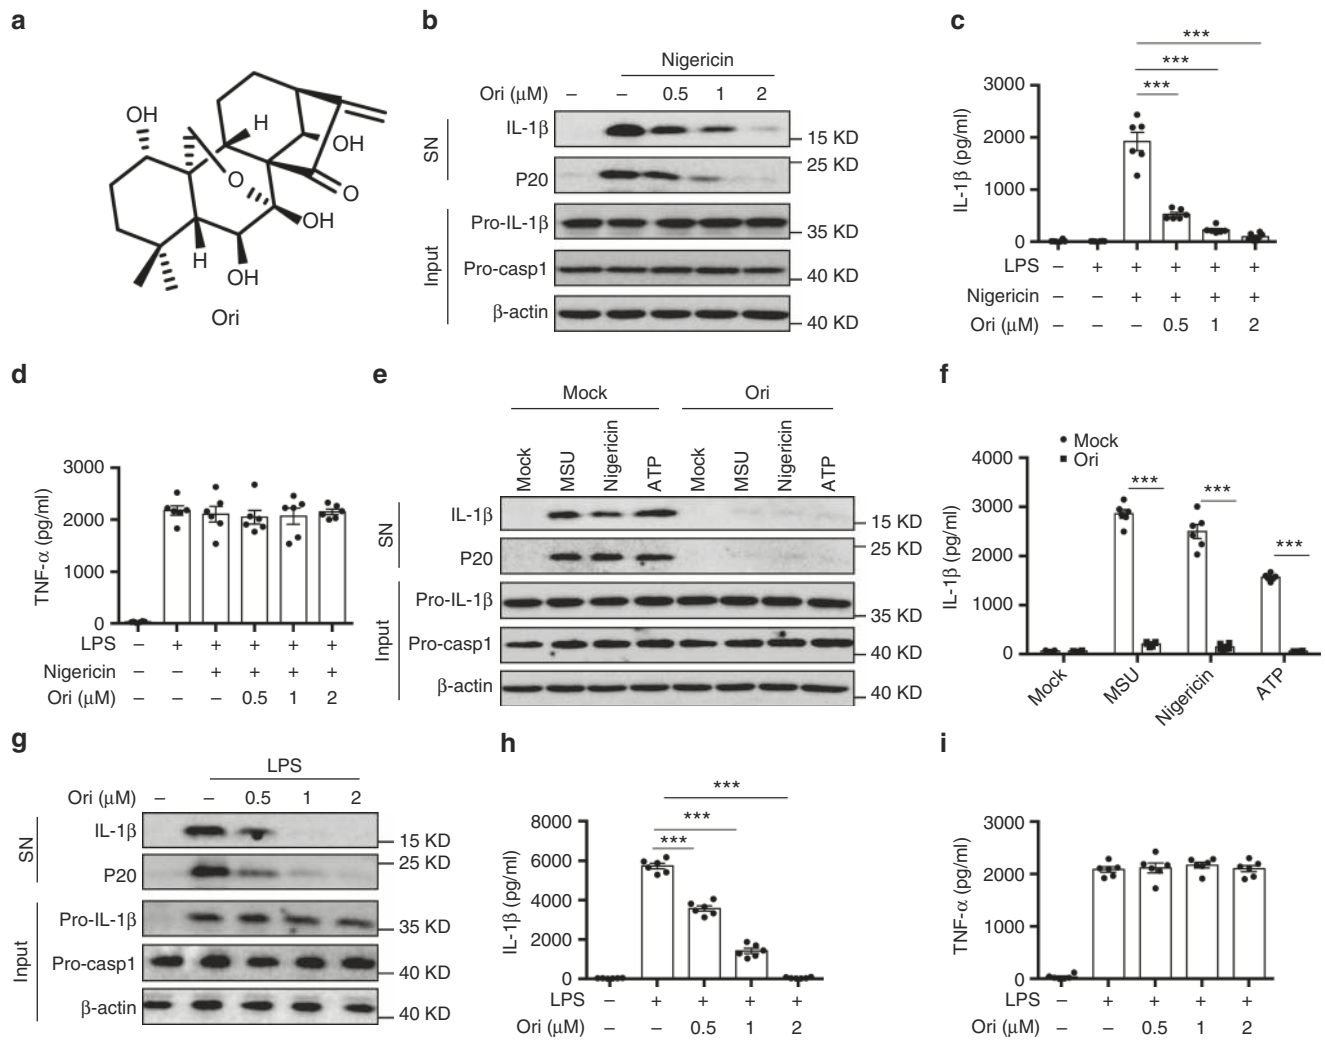 a
OH
H
OH
O
O
OH
H
OH
Ori
b
Nigericin
Ori (μM) – – 0.5 1 2
SN
IL-1β
15 KD
25 KD
P20
Input
Pro-IL-1β
35 KD
Pro-casp1
40 KD
β-actin
40 KD
c
***
***
***
IL-1β (pg/ml)
3000
2000
1000
0
LPS – + + + + +
Nigericin – – + + + +
Ori (μM) – – – 0.5 1 2
d
TNF-α (pg/ml)
3000
2000
1000
0
LPS – + + + + +
Nigericin – – + + + +
Ori (μM) – – – 0.5 1 2
e
Mock Ori
Mock MSU Nigericin ATP Mock MSU Nigericin ATP
SN
IL-1β
15 KD
25 KD
P20
Input
Pro-IL-1β
35 KD
Pro-casp1
40 KD
β-actin
40 KD
f
Mock
Ori
IL-1β (pg/ml)
4000
3000
2000
1000
0
***
***
***
Mock MSU Nigericin ATP
g
LPS
Ori (μM) – – 0.5 1 2
SN
IL-1β
15 KD
25 KD
P20
Input
Pro-IL-1β
35 KD
Pro-casp1
40 KD
β-actin
40 KD
h
***
***
***
IL-1β (pg/ml)
8000
6000
4000
2000
0
LPS – + + + +
Ori (μM) – – 0.5 1 2
i
TNF-α (pg/ml)
3000
2000
1000
0
LPS – + + + +
Ori (μM) – – 0.5 1 2